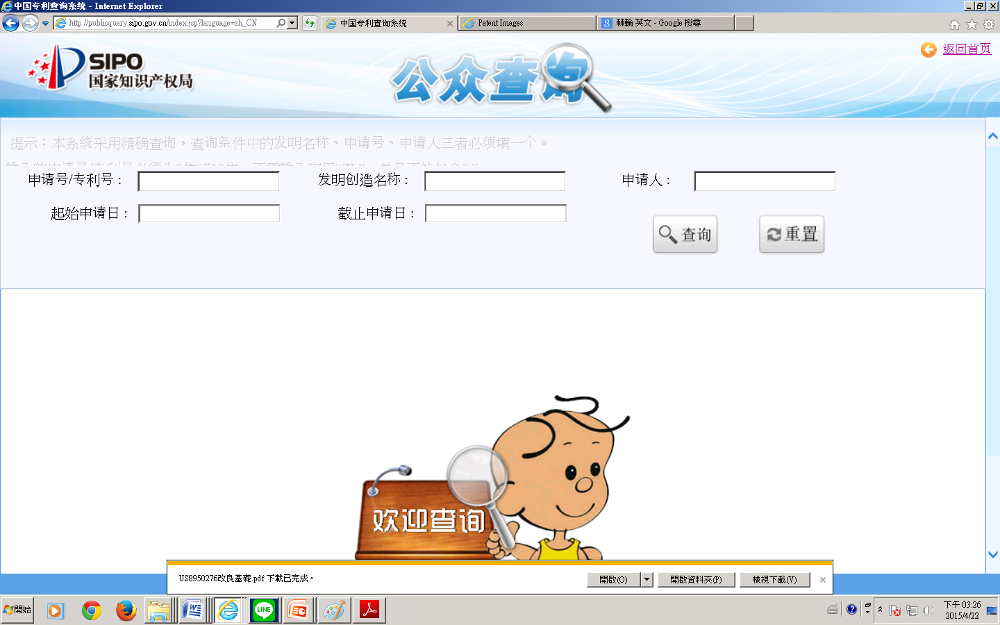 中国专利查询系统 - Internet Explorer
http://publicquery.sipo.gov.cn/index.jsp?language=zh_CN
中国专利查询系统
Patent Images
棘輪 英文 - Google 搜尋
SIPO
国家知识产权局
公众查询
返回首页
提示：本系统采用精确查询，查询条件中的发明名称、申请号、申请人三者必须填一个。
申请号/专利号：
发明创造名称：
申请人：
起始申请日：
截止申请日：
查询
重置
欢迎查询
US8950276改良基礎.pdf 下載已完成。
開啟(O)
開啟資料夾(P)
檢視下載(V)
開始
LINE
下午 03:26
2015/4/22